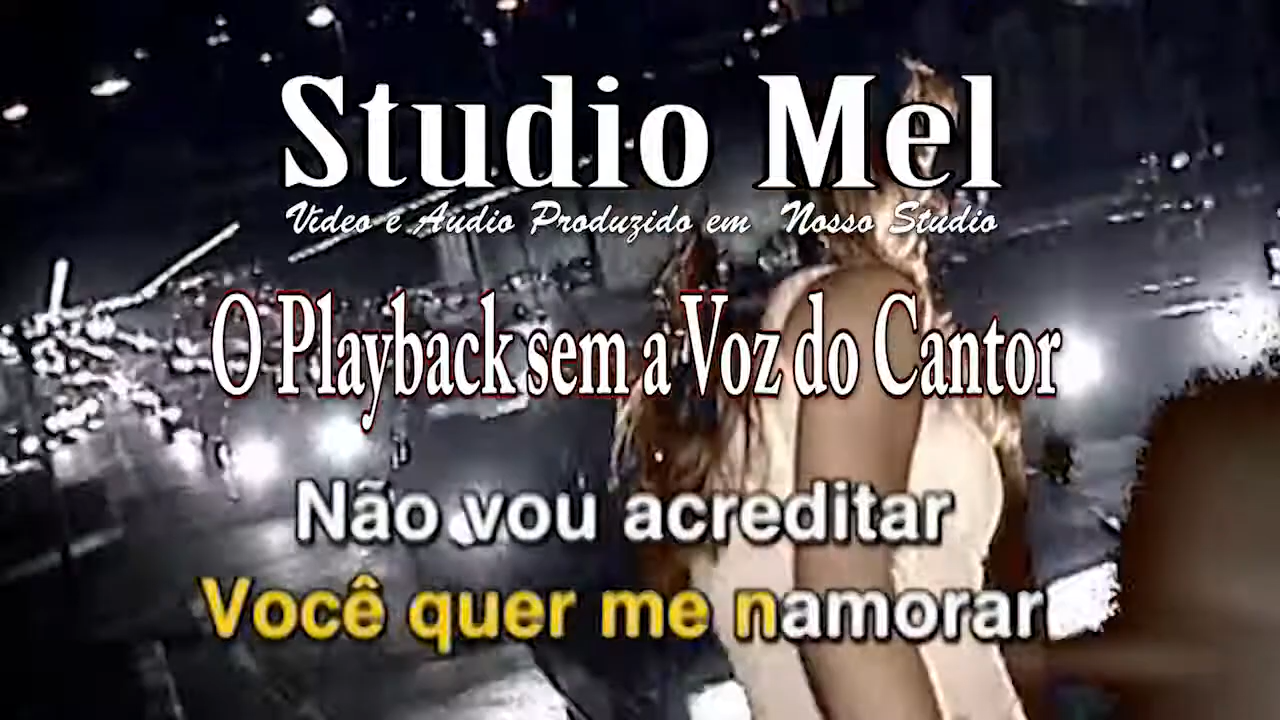 Studio Mel
Vídeo e Áudio Produzido em Nosso Studio
O Playback sem a Voz do Cantor
Não vou acreditar
Você quer me namorar